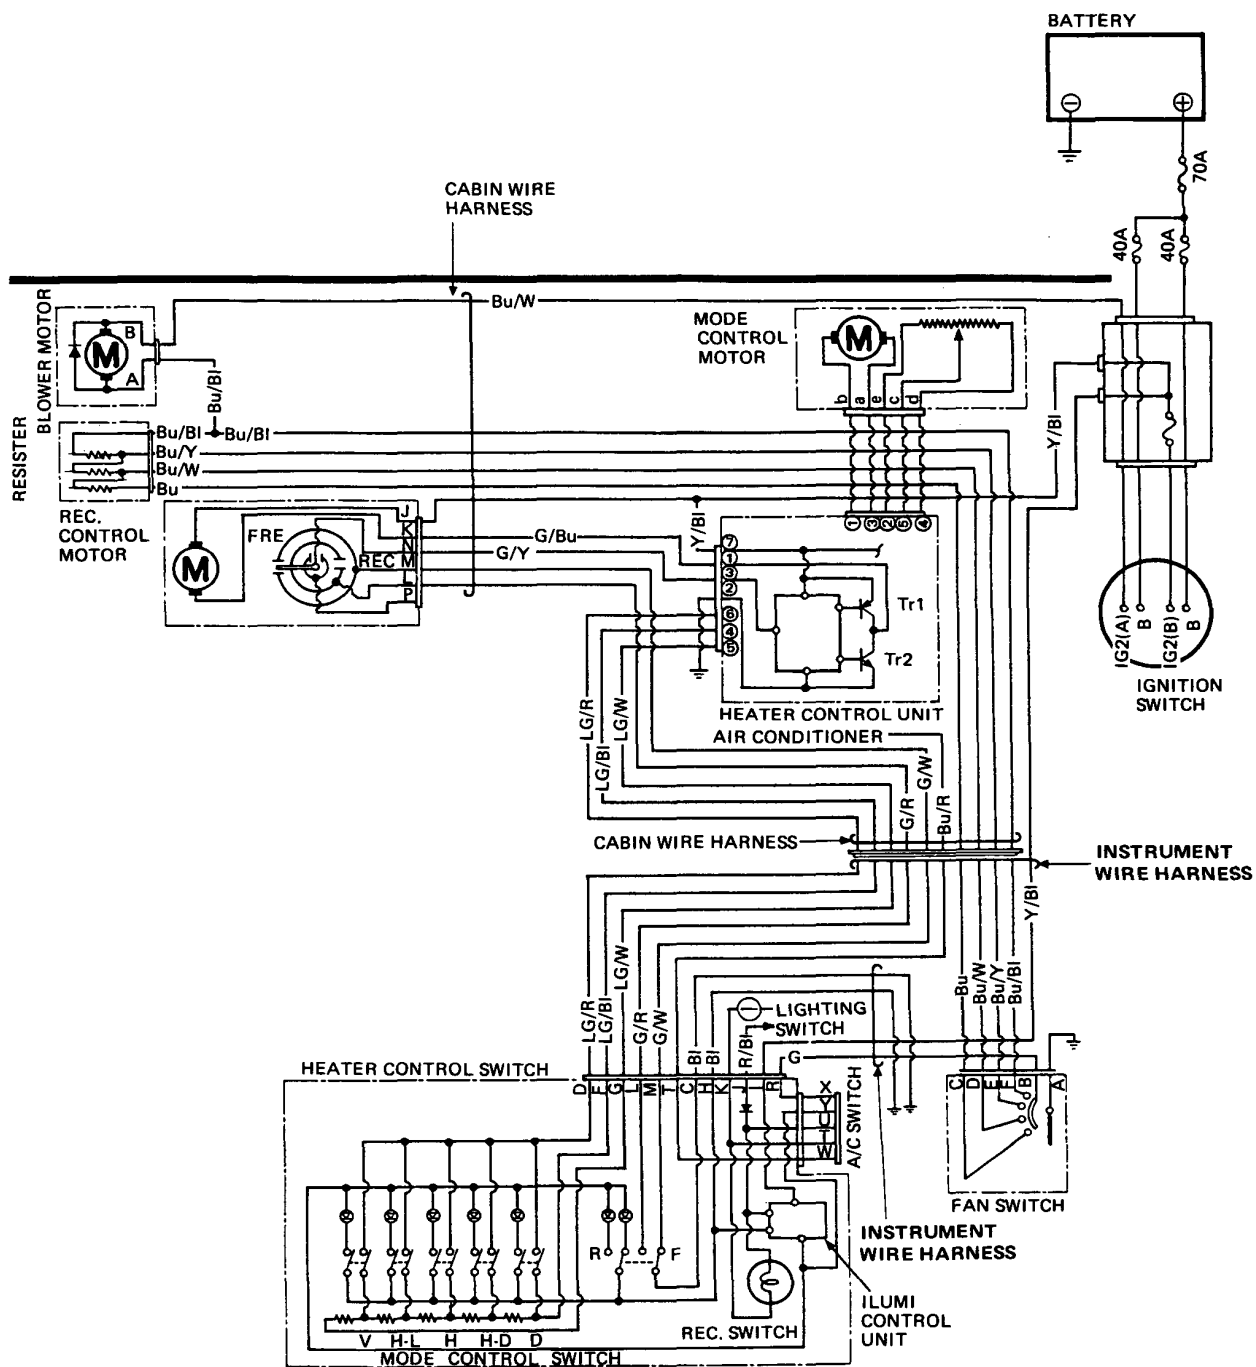 BATTERY
70A
40A
40A
CABIN WIRE
HARNESS
Bu/W
BLOWER MOTOR
B
M
A
Bu/Bl
MODE
CONTROL
MOTOR
M
b
a
e
c
d
Y/Bl
RESISTER
Bu/Bl
Bu/Bl
Bu/Y
Bu/W
Bu
REC.
CONTROL
MOTOR
M
FRE
REC
J
K
N
M
P
G/Bu
G/Y
Y/Bl
1
3
2
5
4
7
1
3
2
6
4
5
Tr1
Tr2
HEATER CONTROL UNIT
AIR CONDITIONER
IG2(A)
B
IG2(B)
B
IGNITION
SWITCH
LG/R
LG/Bl
LG/W
G/R
G/W
Bu/R
CABIN WIRE HARNESS
INSTRUMENT
WIRE HARNESS
Y/Bl
LG/R
LG/Bl
LG/W
G/R
G/W
Bl
Bl
R/Bl
LIGHTING
SWITCH
G
Bu
Bu/W
Bu/Y
Bu/Bl
HEATER CONTROL SWITCH
D
F
G
L
M
T
C
H
K
J
I
R
X
Y
U
T
W
A/C SWITCH
C
D
E
F
B
A
FAN SWITCH
R
F
INSTRUMENT
WIRE HARNESS
ILUMI
CONTROL
UNIT
REC. SWITCH
V
H-L
H
H-D
D
MODE CONTROL SWITCH